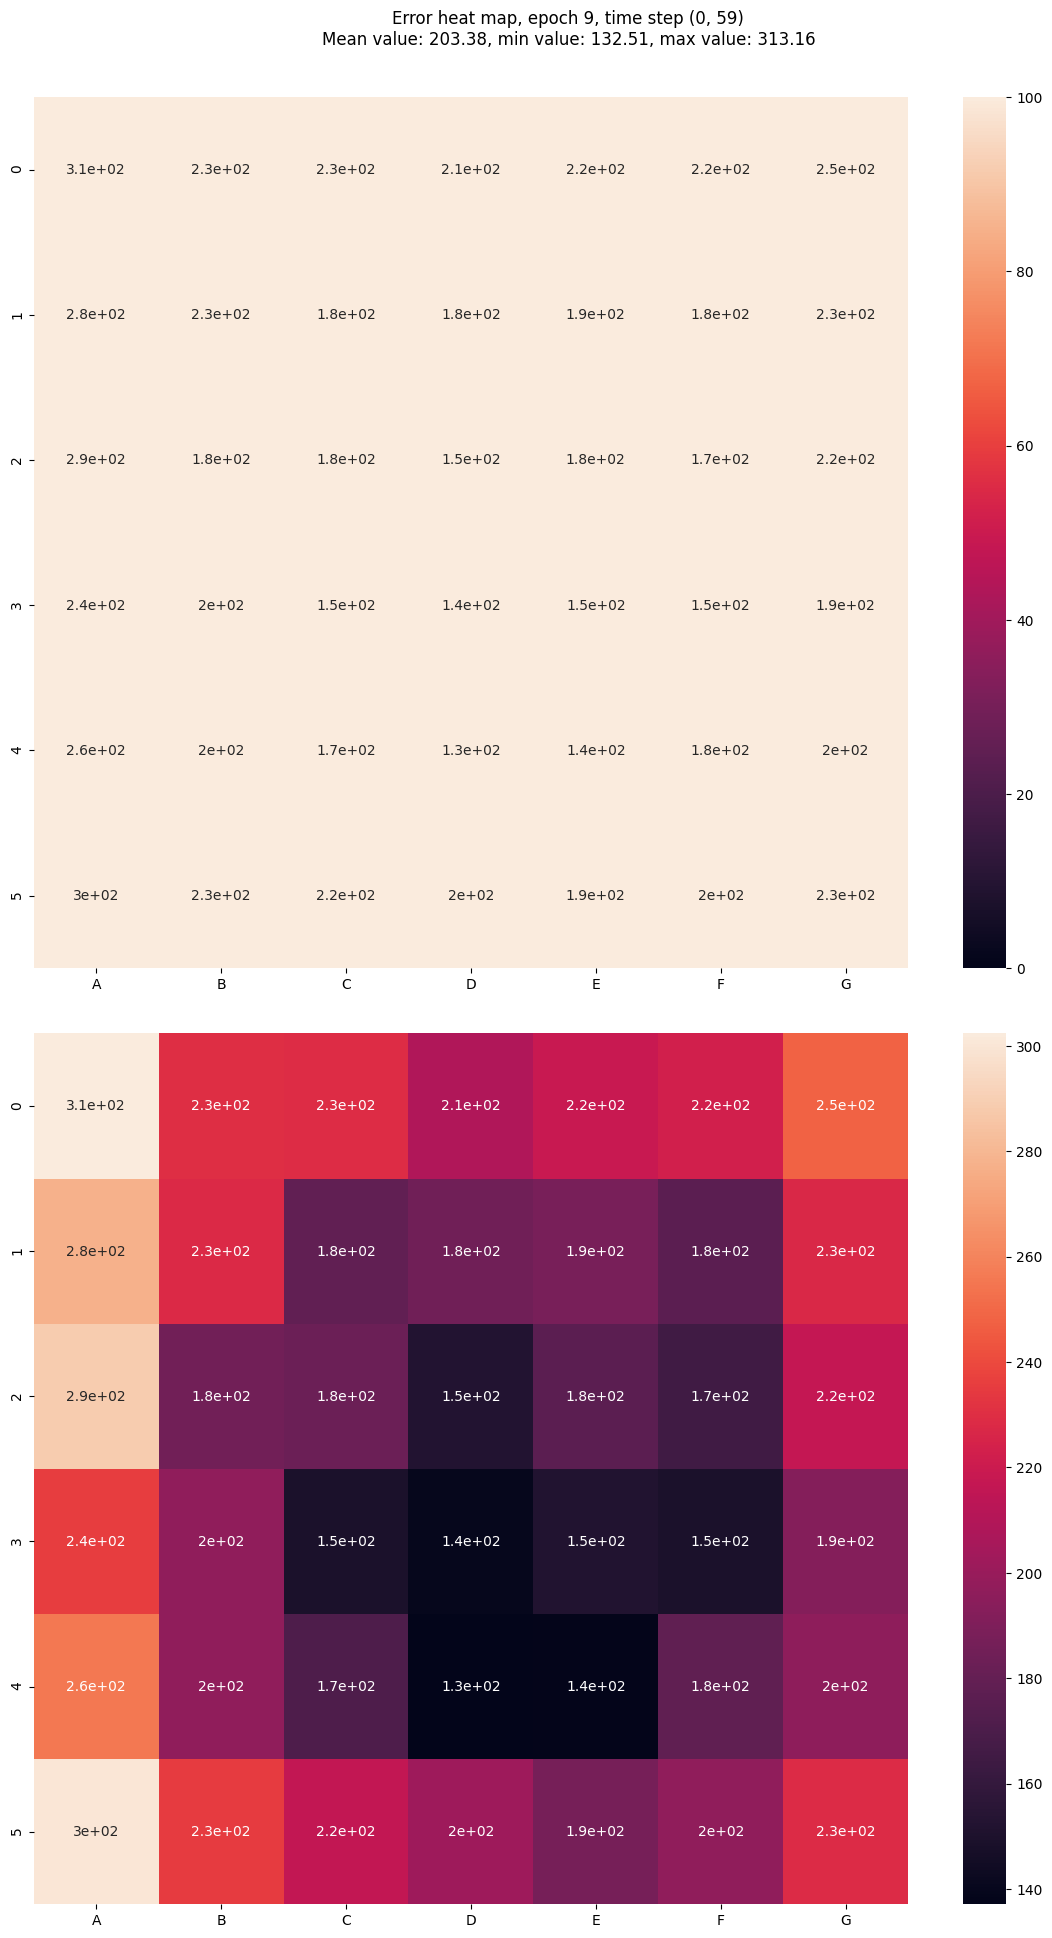 Error heat map, epoch 9, time step (0, 59)
Mean value: 203.38, min value: 132.51, max value: 313.16
0 3.1e+02 2.3e+02 2.3e+02 2.1e+02 2.2e+02 2.2e+02 2.5e+02
1 2.8e+02 2.3e+02 1.8e+02 1.8e+02 1.9e+02 1.8e+02 2.3e+02
2 2.9e+02 1.8e+02 1.8e+02 1.5e+02 1.8e+02 1.7e+02 2.2e+02
3 2.4e+02 2e+02 1.5e+02 1.4e+02 1.5e+02 1.5e+02 1.9e+02
4 2.6e+02 2e+02 1.7e+02 1.3e+02 1.4e+02 1.8e+02 2e+02
5 3e+02 2.3e+02 2.2e+02 2e+02 1.9e+02 2e+02 2.3e+02
A B C D E F G
100
80
60
40
20
0
0 3.1e+02 2.3e+02 2.3e+02 2.1e+02 2.2e+02 2.2e+02 2.5e+02
1 2.8e+02 2.3e+02 1.8e+02 1.8e+02 1.9e+02 1.8e+02 2.3e+02
2 2.9e+02 1.8e+02 1.8e+02 1.5e+02 1.8e+02 1.7e+02 2.2e+02
3 2.4e+02 2e+02 1.5e+02 1.4e+02 1.5e+02 1.5e+02 1.9e+02
4 2.6e+02 2e+02 1.7e+02 1.3e+02 1.4e+02 1.8e+02 2e+02
5 3e+02 2.3e+02 2.2e+02 2e+02 1.9e+02 2e+02 2.3e+02
A B C D E F G
300
280
260
240
220
200
180
160
140